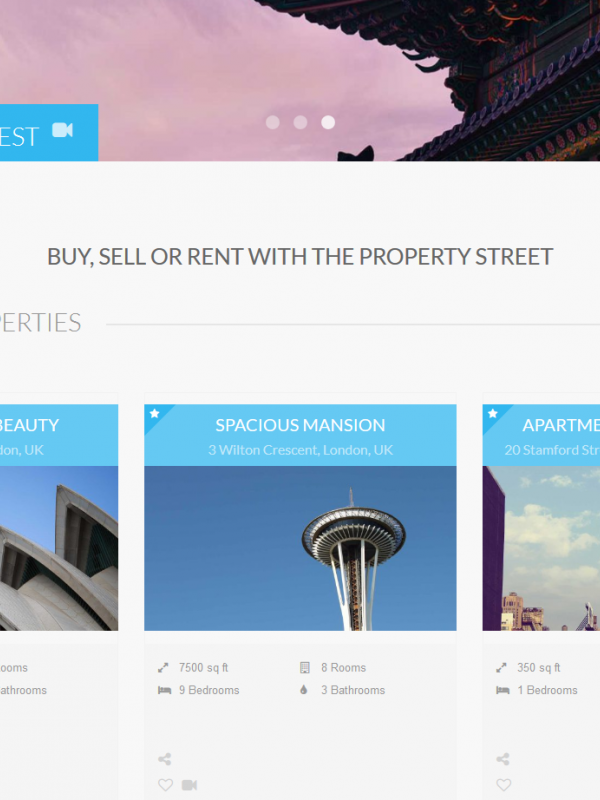 EST
BUY, SELL OR RENT WITH THE PROPERTY STREET
PERTIES
BEAUTY
don, UK
SPACIOUS MANSION
3 Wilton Crescent, London, UK
APARTME
20 Stamford Str
ooms
athrooms
7500 sq ft
8 Rooms
9 Bedrooms
3 Bathrooms
350 sq ft
1 Bedrooms